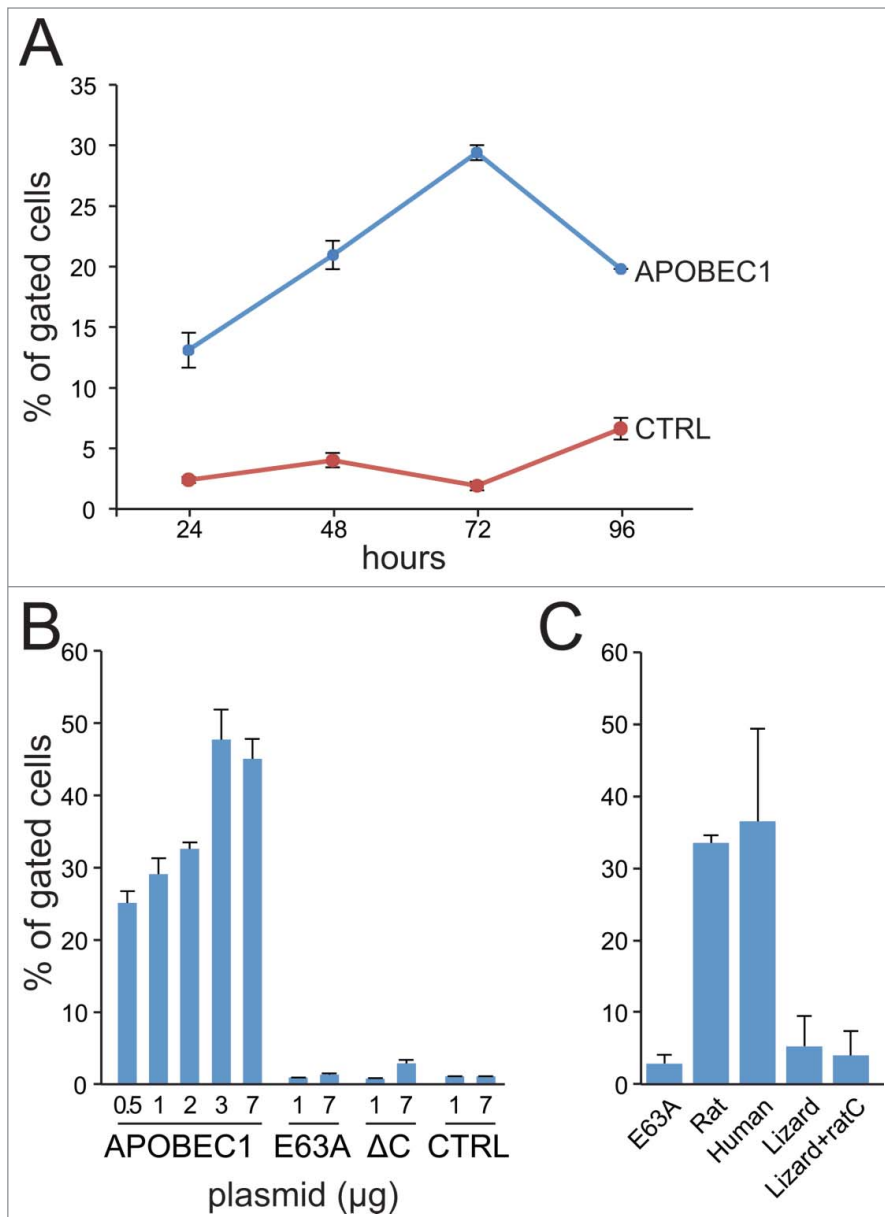 A
35
30
25
20
15
10
5
0
% of gated cells
APOBEC1
CTRL
24 48 72 96
hours
B
60
50
40
30
20
10
0
% of gated cells
0.5 1 2 3 7 1 7 1 7 1 7
APOBEC1 E63A ΔC CTRL
plasmid (µg)
C
60
50
40
30
20
10
0
E63A
Rat
Human
Lizard
Lizard+ratC